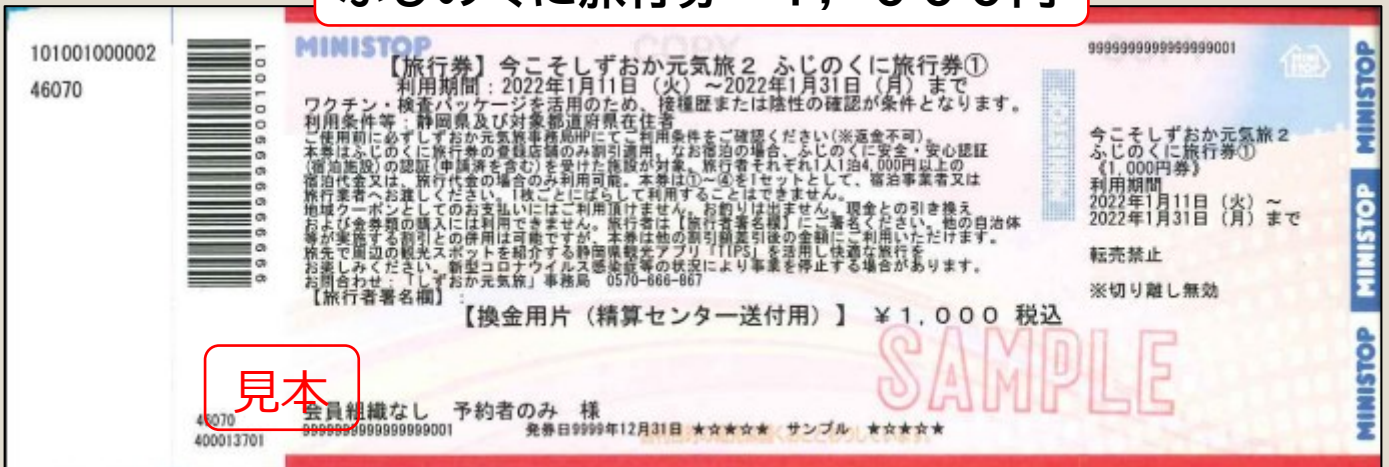 ふじのくに旅行券 1,000円
101001000002
46070
MINISTOP
COPY
【旅行券】今こそしずおか元気旅2 ふじのくに旅行券①
利用期間:2022年1月11日(火)~2022年1月31日(月)まで
ワクチン・検査パッケージを活用のため、接種歴または陰性の確認が条件となります。
利用条件等:静岡県及び対象都道府県在住者
ご使用前に必ずしずおか元気旅事務局HPにてご利用条件をご確認ください(※返金不可)。
本券はふじのくに旅行券の登録店舗のみ割引適用。なお宿泊の場合、ふじのくに安全・安心認証
(宿泊施設)の認証(申請済を含む)を受けた施設が対象、旅行者それぞれ1人1泊4,000円以上の
宿泊代金又は、旅行代金の場合のみ利用可能。本券は①~④を1セットとして、宿泊事業者又は
旅行業者へお渡しください。1枚ごとにばらして利用することはできません。
地域クーポンとしてのお支払いにはご利用頂けません。お釣りは出ません。現金との引き換え
および金券類の購入には利用できません。旅行者は【旅行者署名欄】にご署名ください。他の自治体
等が実施する割引との併用は可能ですが、本券は他の割引額差引後の金額にご利用いただけます。
旅先で周辺の観光スポットを紹介する静岡県観光アプリ「TIPS」を活用し快適な旅行を
お楽しみください。新型コロナウイルス感染症等の状況により事業を停止する場合があります。
お問合わせ:「しずおか元気旅」事務局 0570-666-867
【旅行者署名欄】:
【換金用片(精算センター送付用)】 ¥1,000 税込
SAMPLE
見本
46070
400013701
会員組織なし 予約者のみ 様
9999999999999999001 発券日9999年12月31日 ★☆★☆★ サンプル ★☆★☆★
9999999999999999001
今こそしずおか元気旅2
ふじのくに旅行券①
《1,000円券》
利用期間
2022年1月11日(火)~
2022年1月31日(月)まで
転売禁止
※切り離し無効
MINISTOP
MINISTOP
MINISTOP